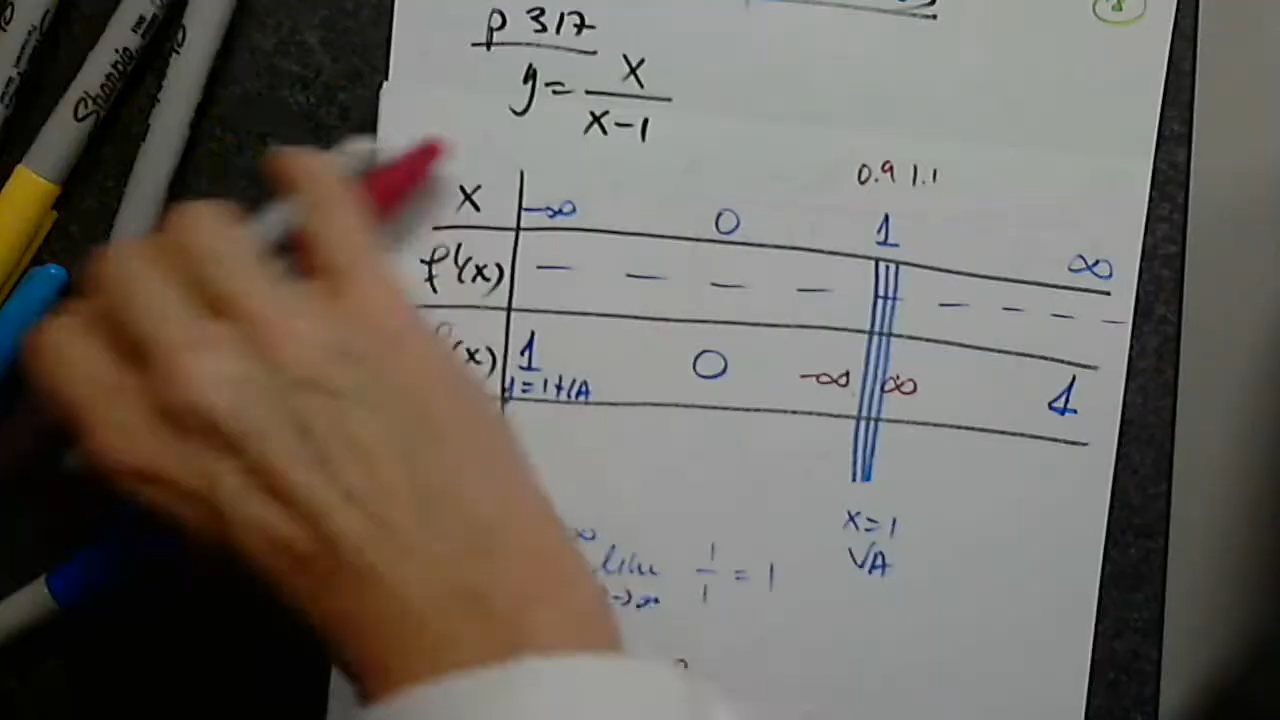 Sharpie
p 317
y = x/(x-1)
0.9 1.1
x -∞ 0 1 ∞
f'(x) - - - - - - - -
(x) 1 0 -∞ ∞ 1
y=1 HA
x=1
VA
∞
lim 1/1 = 1
→∞